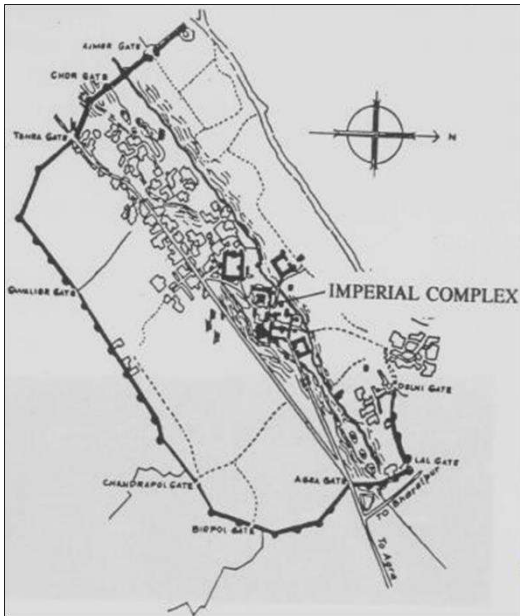 AJMER GATE
CHOR GATE
TEHRA GATE
N
GWALIOR GATE
IMPERIAL COMPLEX
DELHI GATE
LAL GATE
CHANDRAPOL GATE
AGRA GATE
TO Bharatpur
BIRPOL GATE
To Agra